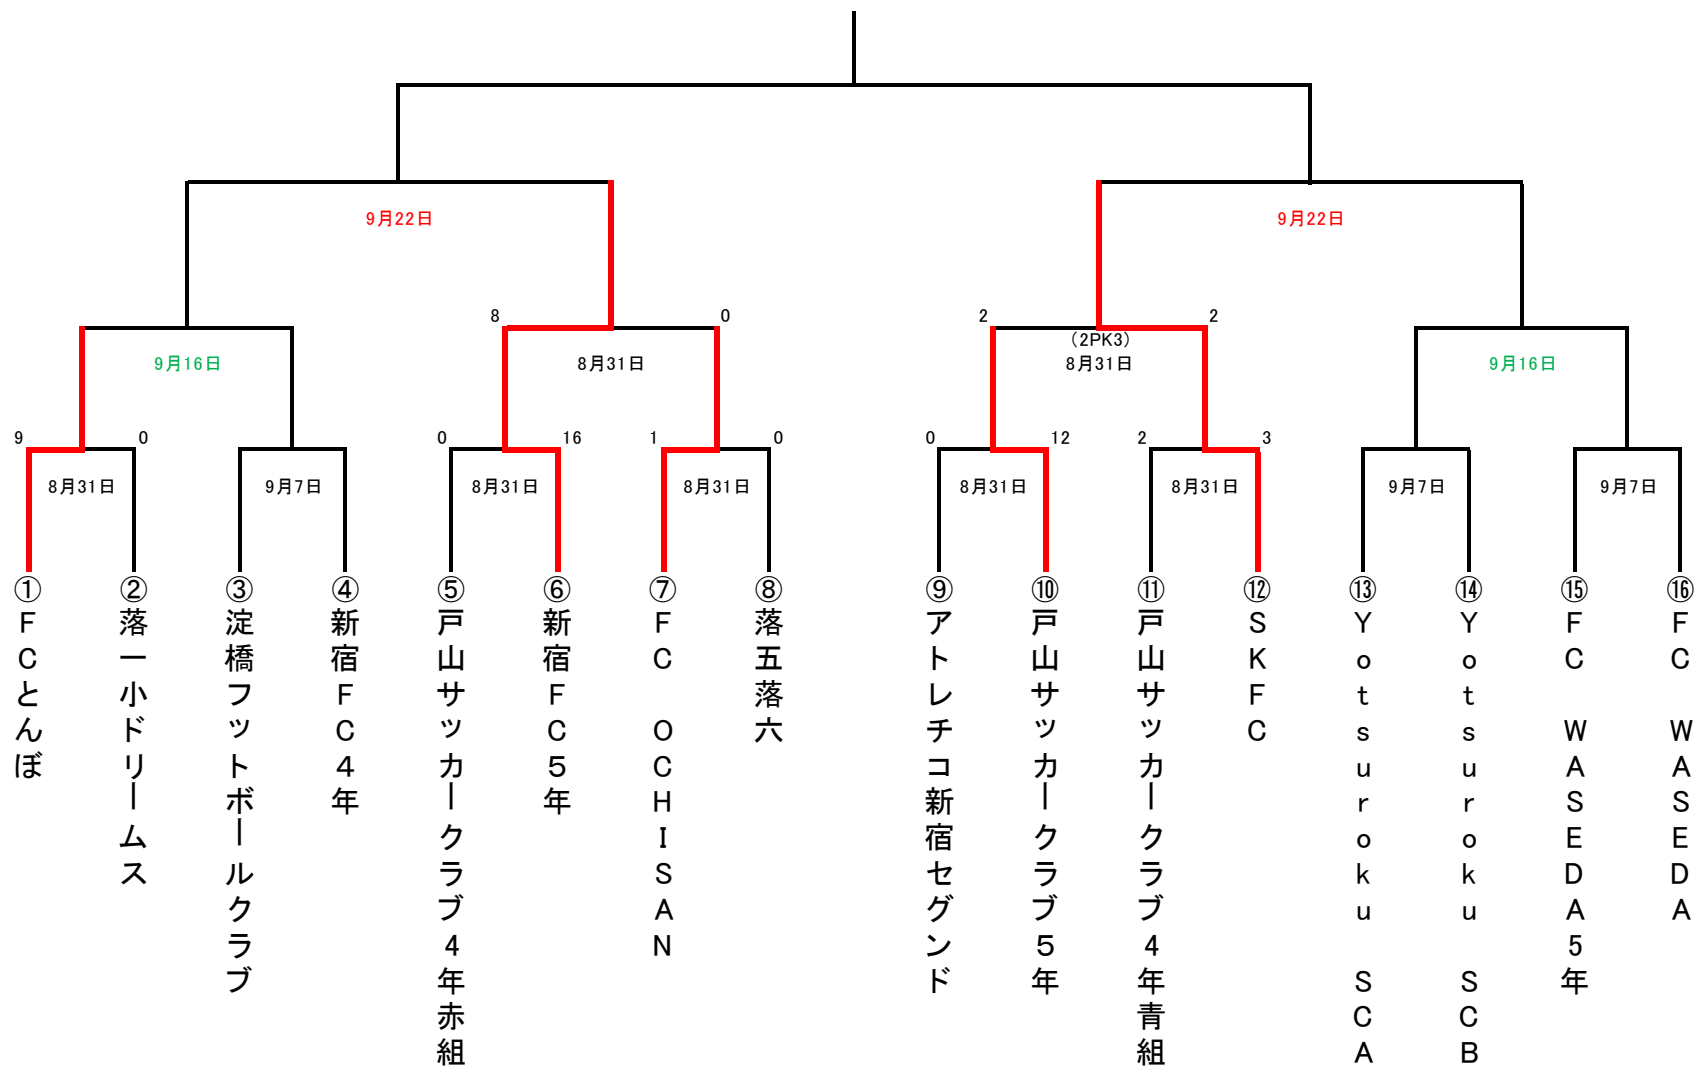 9月22日
9月22日
8
0
2
2
(2PK3)
9月16日
8月31日
8月31日
9月16日
9
0
0
16
1
0
0
12
2
3
8月31日
9月7日
8月31日
8月31日
8月31日
8月31日
9月7日
9月7日
①FCとんぼ
②落一小ドリームス
③淀橋フットボールクラブ
④新宿FC4年
⑤戸山サッカークラブ4年赤組
⑥新宿FC5年
⑦FC OCHISAN
⑧落五落六
⑨アトレチコ新宿セグンド
⑩戸山サッカークラブ5年
⑪戸山サッカークラブ4年青組
⑫SKFC
⑬Yotsuroku SCA
⑭Yotsuroku SCB
⑮FC WASEDA5年
⑯FC WASEDA